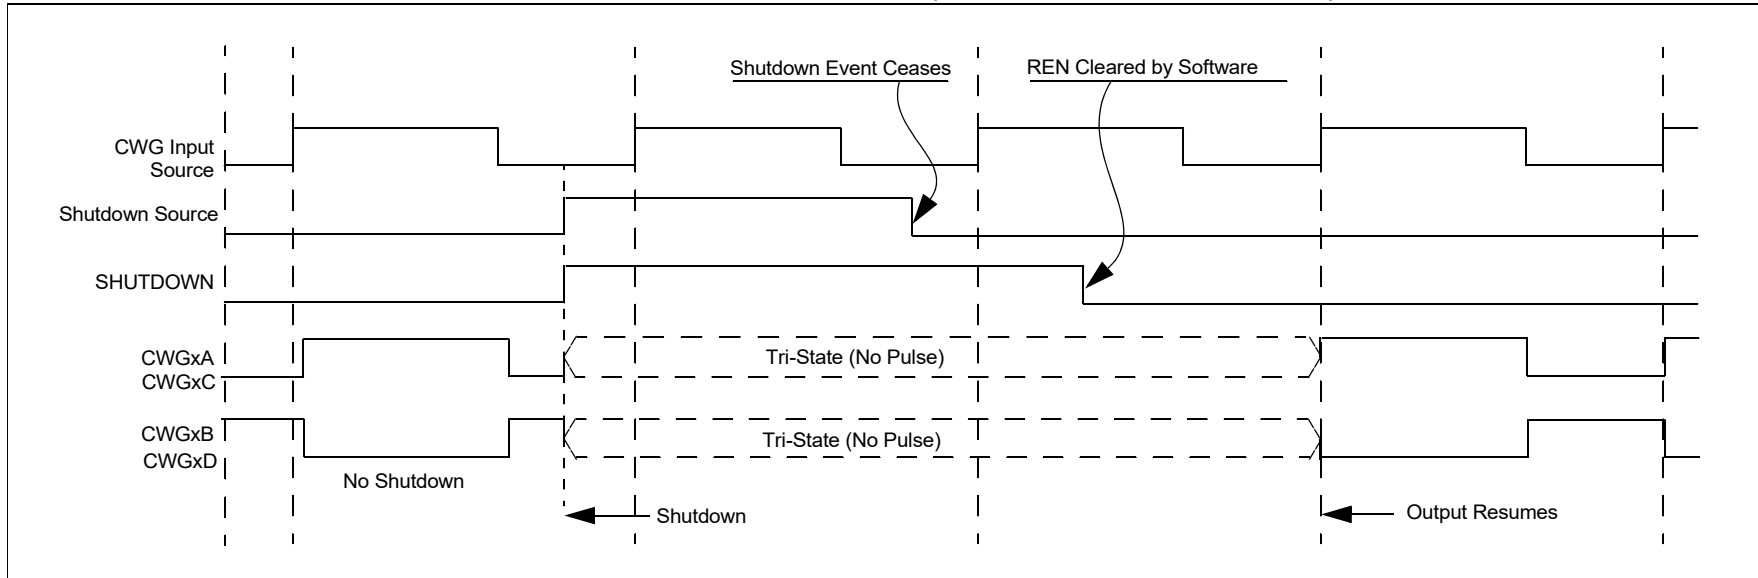 Shutdown Event Ceases
REN Cleared by Software
CWG Input
Source
Shutdown Source
SHUTDOWN
CWGxA
CWGxC
Tri-State (No Pulse)
CWGxB
CWGxD
Tri-State (No Pulse)
No Shutdown
Shutdown
Output Resumes